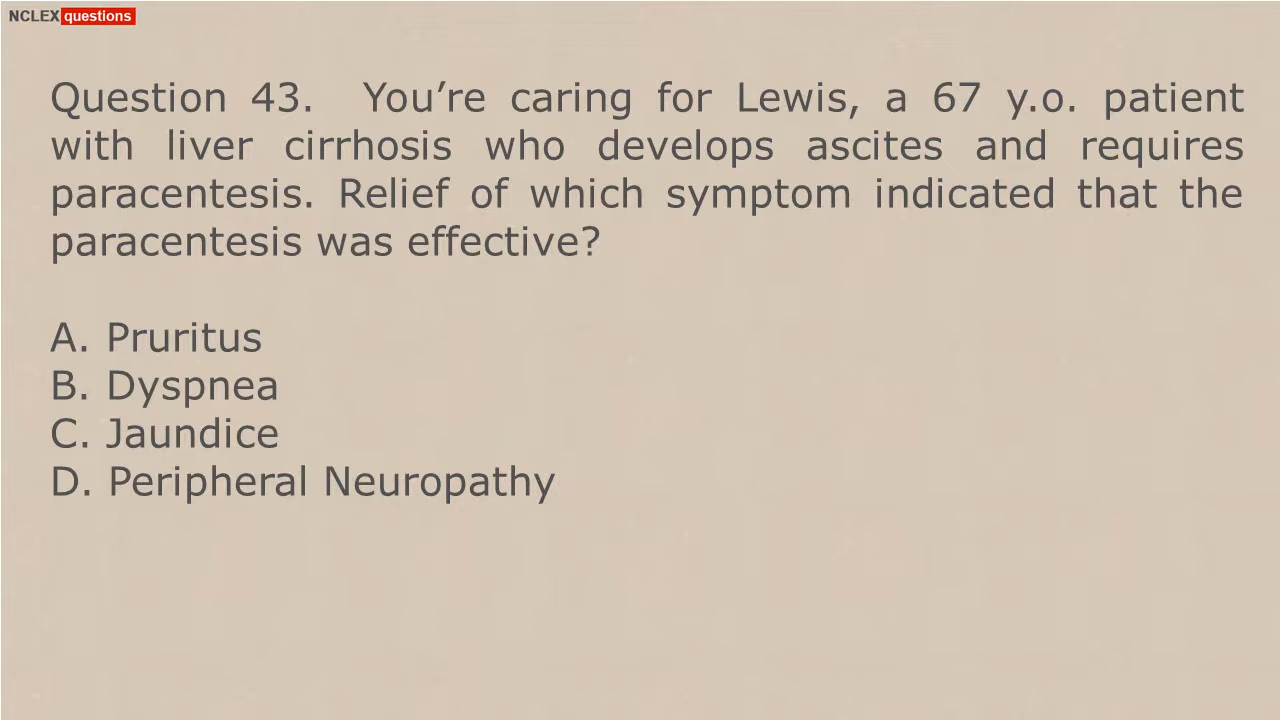 NCLEX questions
Question 43. You’re caring for Lewis, a 67 y.o. patient
with liver cirrhosis who develops ascites and requires
paracentesis. Relief of which symptom indicated that the
paracentesis was effective?
A. Pruritus
B. Dyspnea
C. Jaundice
D. Peripheral Neuropathy